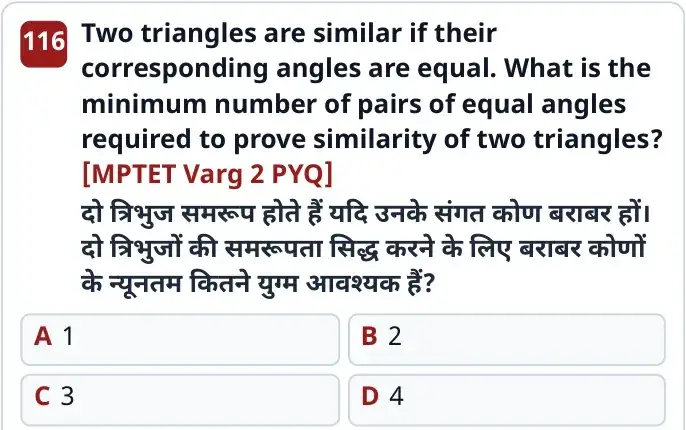 116 Two triangles are similar if their
corresponding angles are equal. What is the
minimum number of pairs of equal angles
required to prove similarity of two triangles?
[MPTET Varg 2 PYQ]
दो त्रिभुज समरूप होते हैं यदि उनके संगत कोण बराबर हों।
दो त्रिभुजों की समरूपता सिद्ध करने के लिए बराबर कोणों
के न्यूनतम कितने युग्म आवश्यक हैं?
A 1
B 2
C 3
D 4